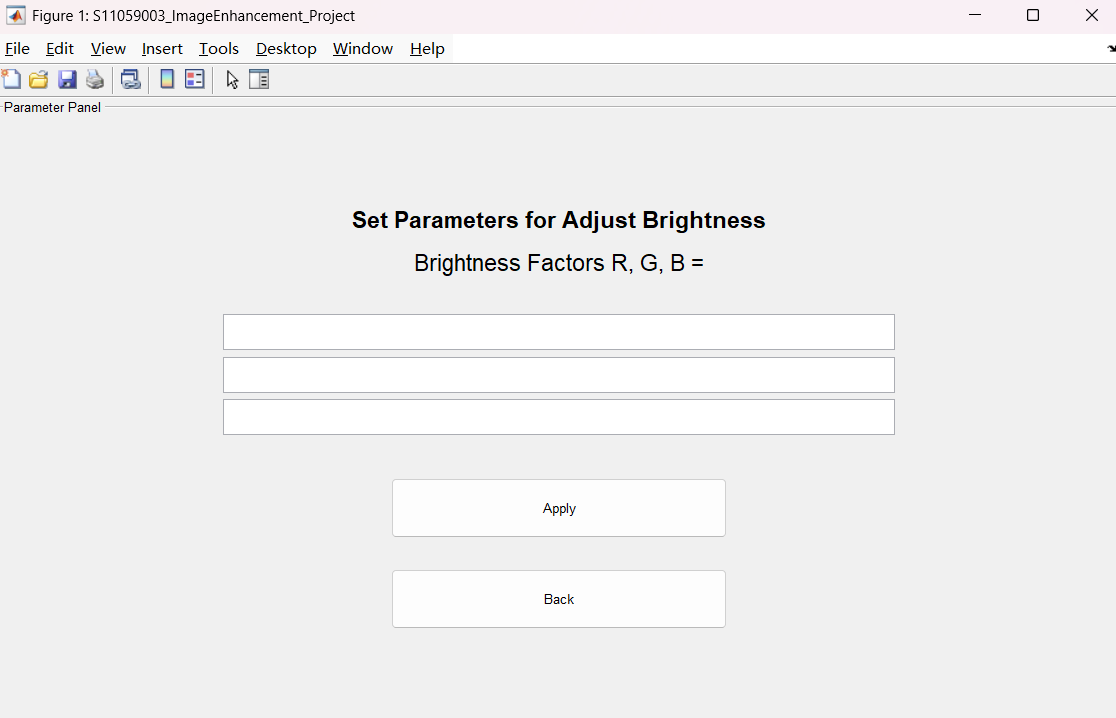 Figure 1: S11059003_ImageEnhancement_Project
File Edit View Insert Tools Desktop Window Help
Parameter Panel
Set Parameters for Adjust Brightness
Brightness Factors R, G, B =
Apply
Back